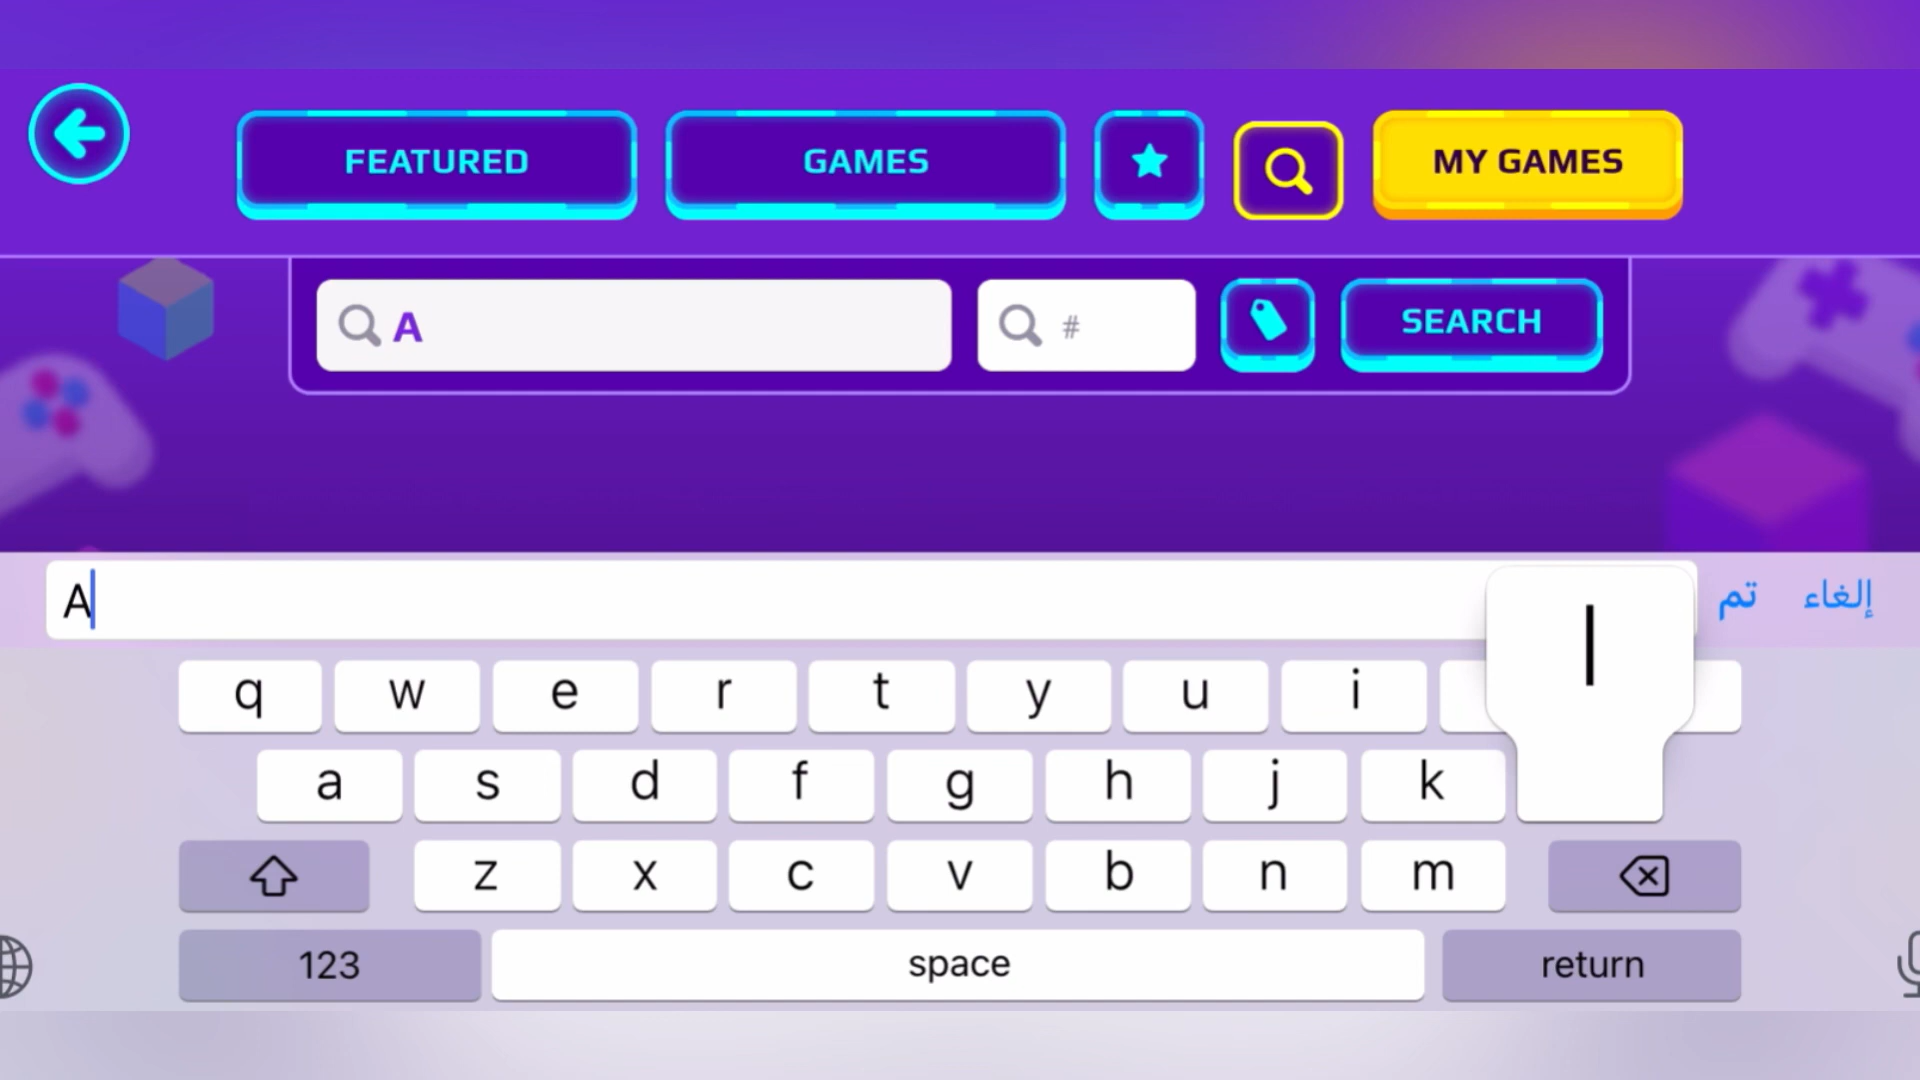 FEATURED GAMES MY GAMES
A # SEARCH
A تم إلغاء
q w e r t y u i
a s d f g h j k l
z x c v b n m
123 space return